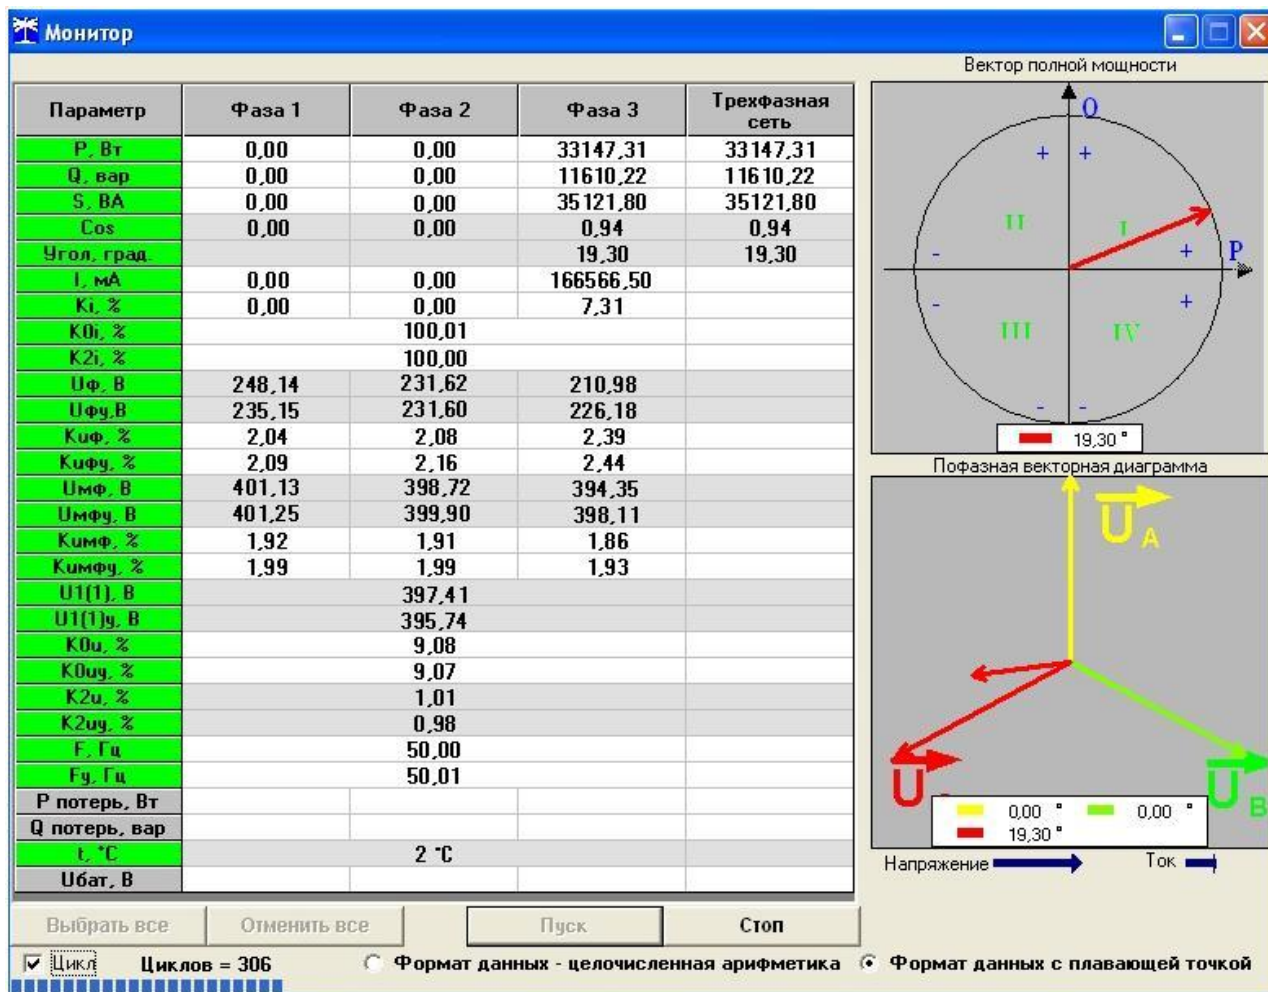 Монитор
Параметр Фаза 1 Фаза 2 Фаза 3 Трехфазная сеть
P, Вт 0,00 0,00 33147,31 33147,31
Q, вар 0,00 0,00 11610,22 11610,22
S, ВА 0,00 0,00 35121,80 35121,80
Cos 0,00 0,00 0,94 0,94
Угол, град. 19,30 19,30
I, мА 0,00 0,00 166566,50
Ki, % 0,00 0,00 7,31
K0i, % 100,01
K2i, % 100,00
Uф, В 248,14 231,62 210,98
Uфу,В 235,15 231,60 226,18
Kuф, % 2,04 2,08 2,39
Kuфу, % 2,09 2,16 2,44
Uмф, В 401,13 398,72 394,35
Uмфу, В 401,25 399,90 398,11
Kuмф, % 1,92 1,91 1,86
Kuмфу, % 1,99 1,99 1,93
U1(1), В 397,41
U1(1)у, В 395,74
K0u, % 9,08
K0uу, % 9,07
K2u, % 1,01
K2uу, % 0,98
F, Гц 50,00
Fу, Гц 50,01
P потерь, Вт
Q потерь, вар
t, °C 2 °C
Uбат, В
Вектор полной мощности
Q
+ +
II I
- + P
- +
III IV
- -
19,30 °
Пофазная векторная диаграмма
U A
U U B
0,00 ° 0,00 °
19,30 °
Напряжение Ток
Выбрать все Отменить все Пуск Стоп
Цикл Циклов = 306 Формат данных - целочисленная арифметика Формат данных с плавающей точкой